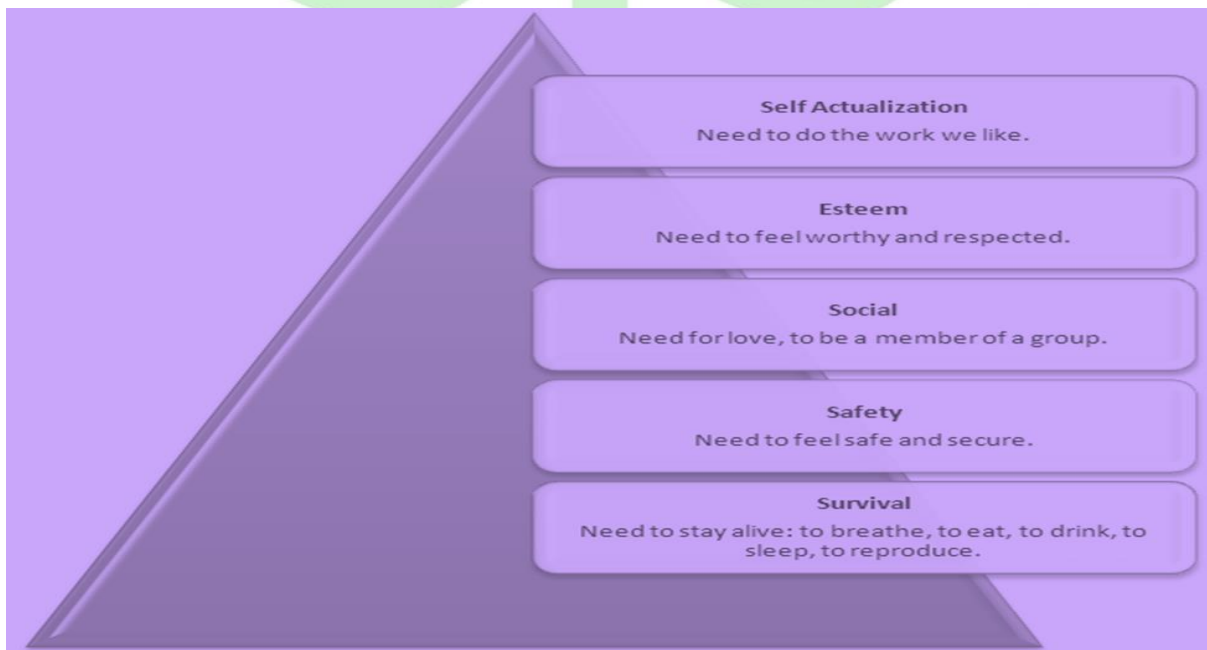 Self Actualization
Need to do the work we like.
Esteem
Need to feel worthy and respected.
Social
Need for love, to be a member of a group.
Safety
Need to feel safe and secure.
Survival
Need to stay alive: to breathe, to eat, to drink, to
sleep, to reproduce.